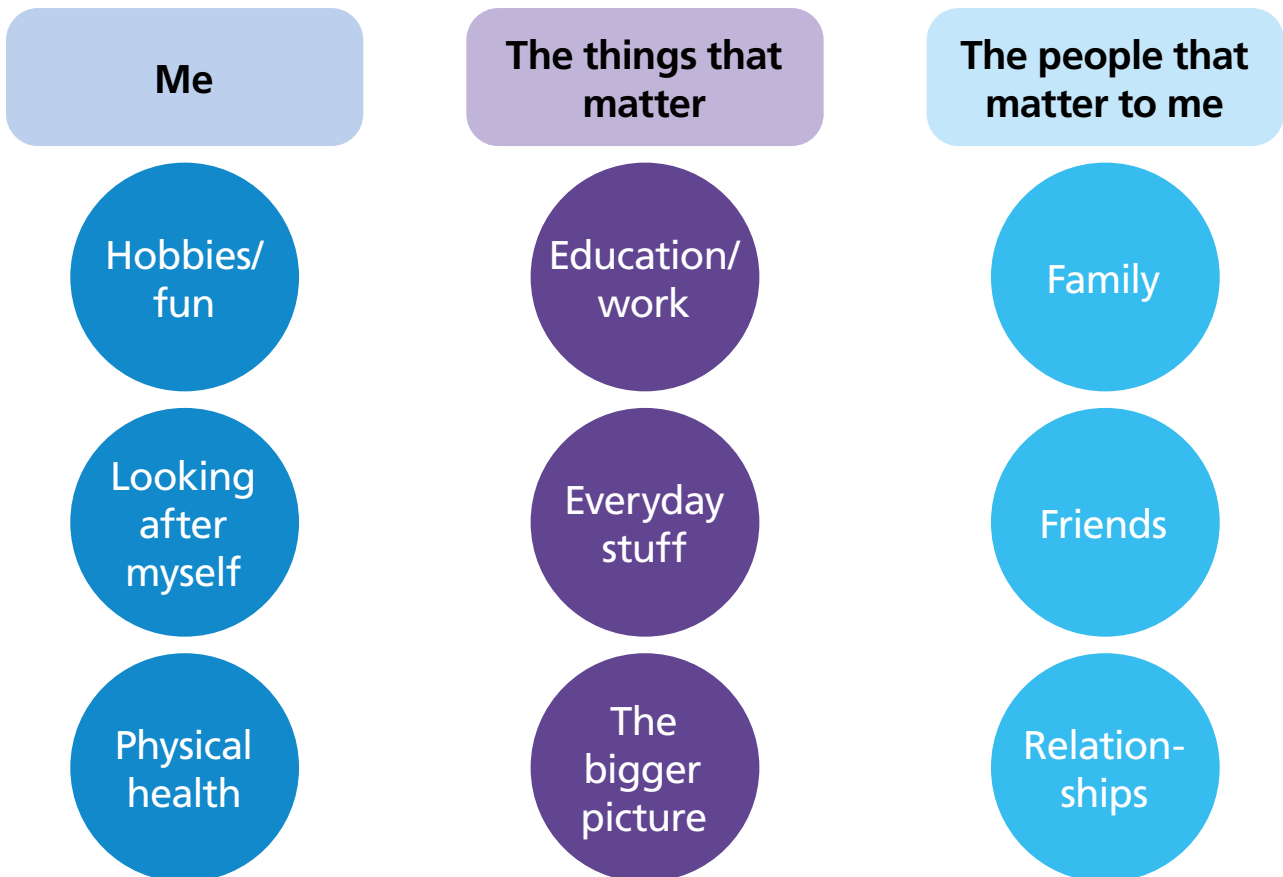 Me
Hobbies/
fun
Looking
after
myself
Physical
health
The things that
matter
Education/
work
Everyday
stuff
The
bigger
picture
The people that
matter to me
Family
Friends
Relation-
ships